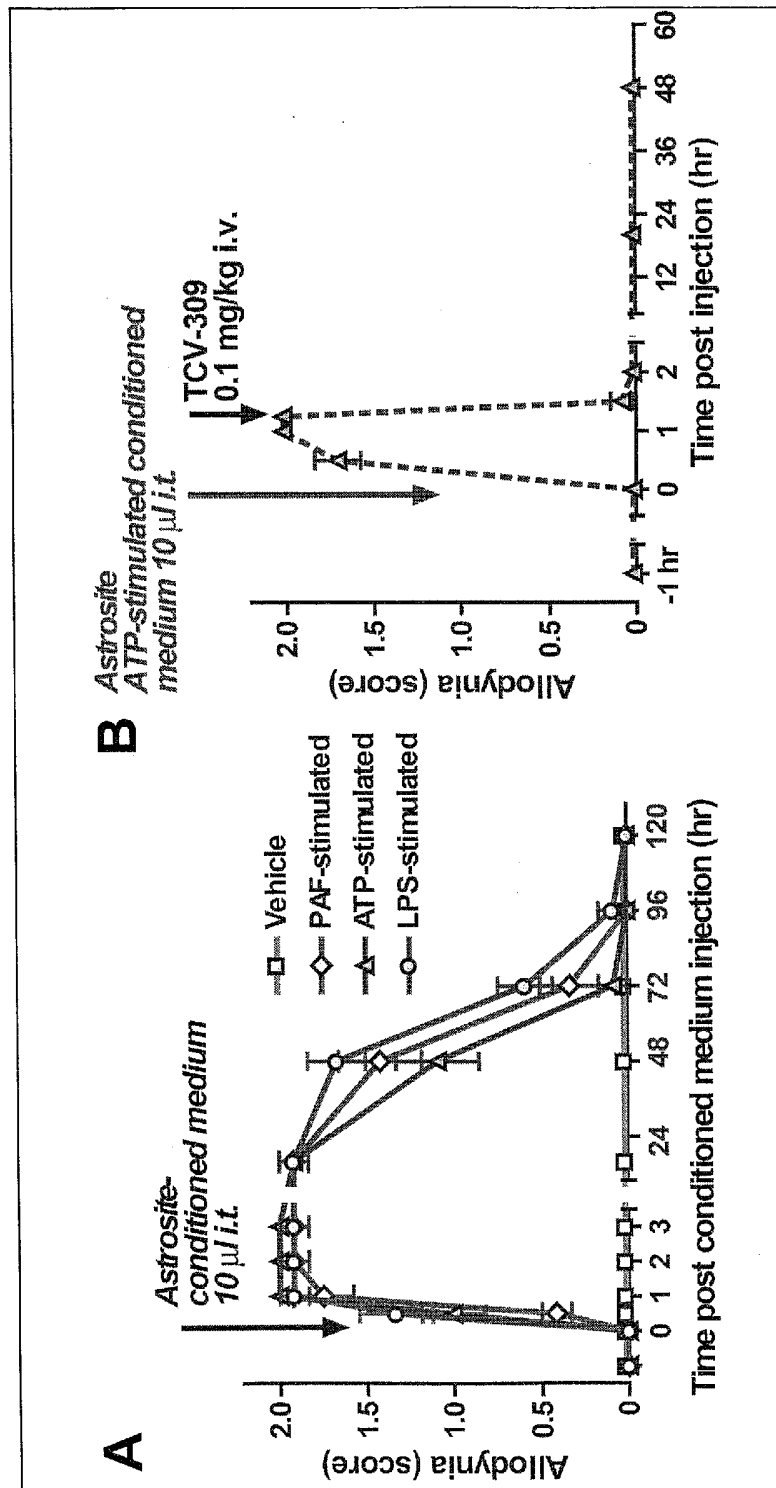 A
Astrosite-
conditioned medium
10 μl i.t.
Vehicle
PAF-stimulated
ATP-stimulated
LPS-stimulated
Allodynia (score)
2.0
1.5
1.0
0.5
0
0 1 2 3 24 48 72 96 120
Time post conditioned medium injection (hr)
B
Astrosite
ATP-stimulated conditioned
medium 10 μl i.t.
TCV-309
0.1 mg/kg i.v.
Allodynia (score)
2.0
1.5
1.0
0.5
0
-1 hr 0 1 2 12 24 36 48 60
Time post injection (hr)